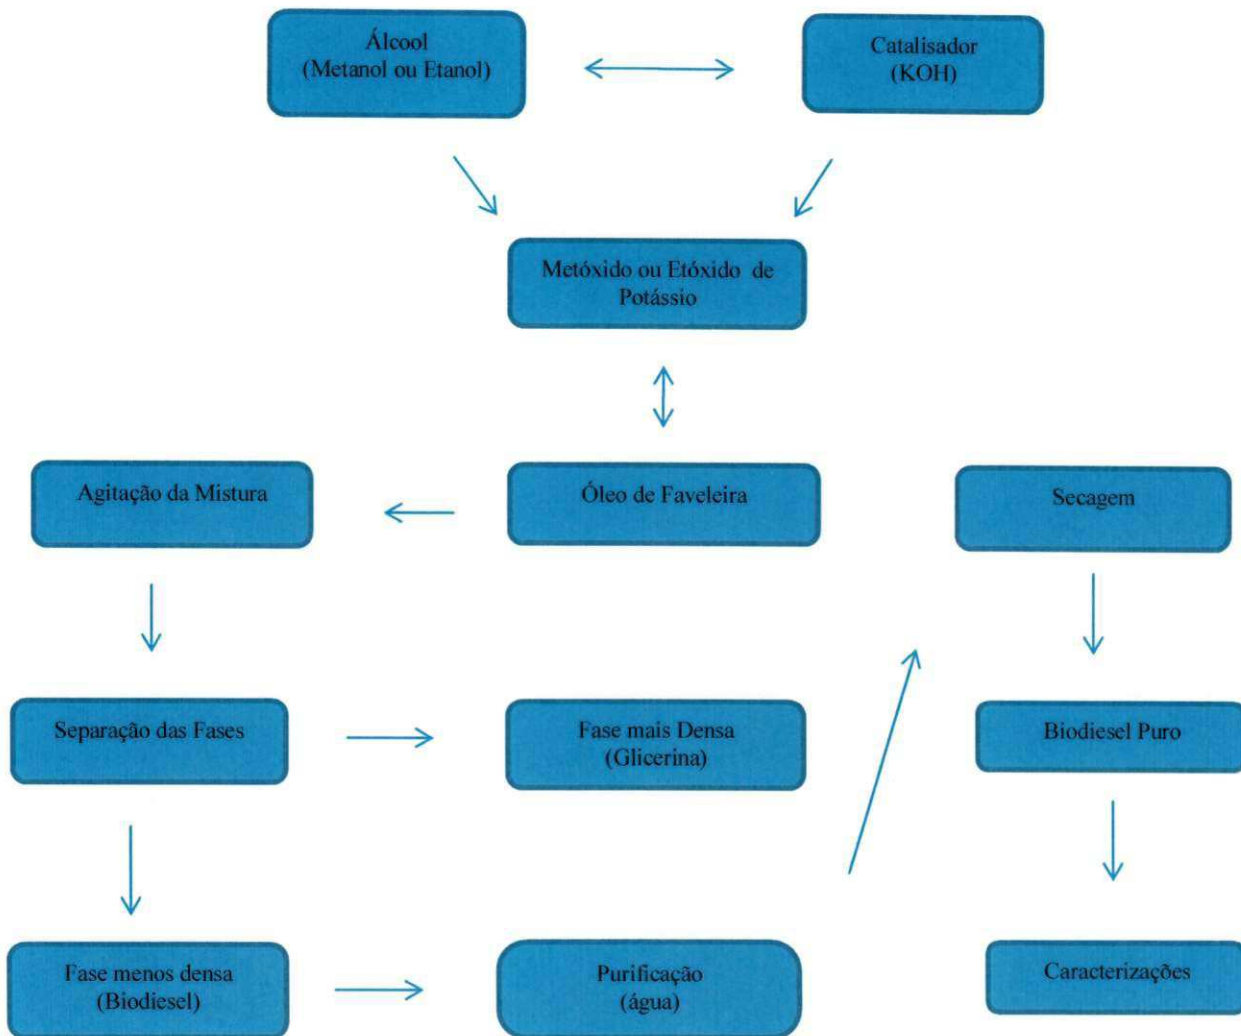 Álcool
(Metanol ou Etanol)
Catalisador
(KOH)
Metóxido ou Etóxido de
Potássio
Agitação da Mistura
Óleo de Faveleira
Secagem
Separação das Fases
Fase mais Densa
(Glicerina)
Biodiesel Puro
Fase menos densa
(Biodiesel)
Purificação
(água)
Caracterizações